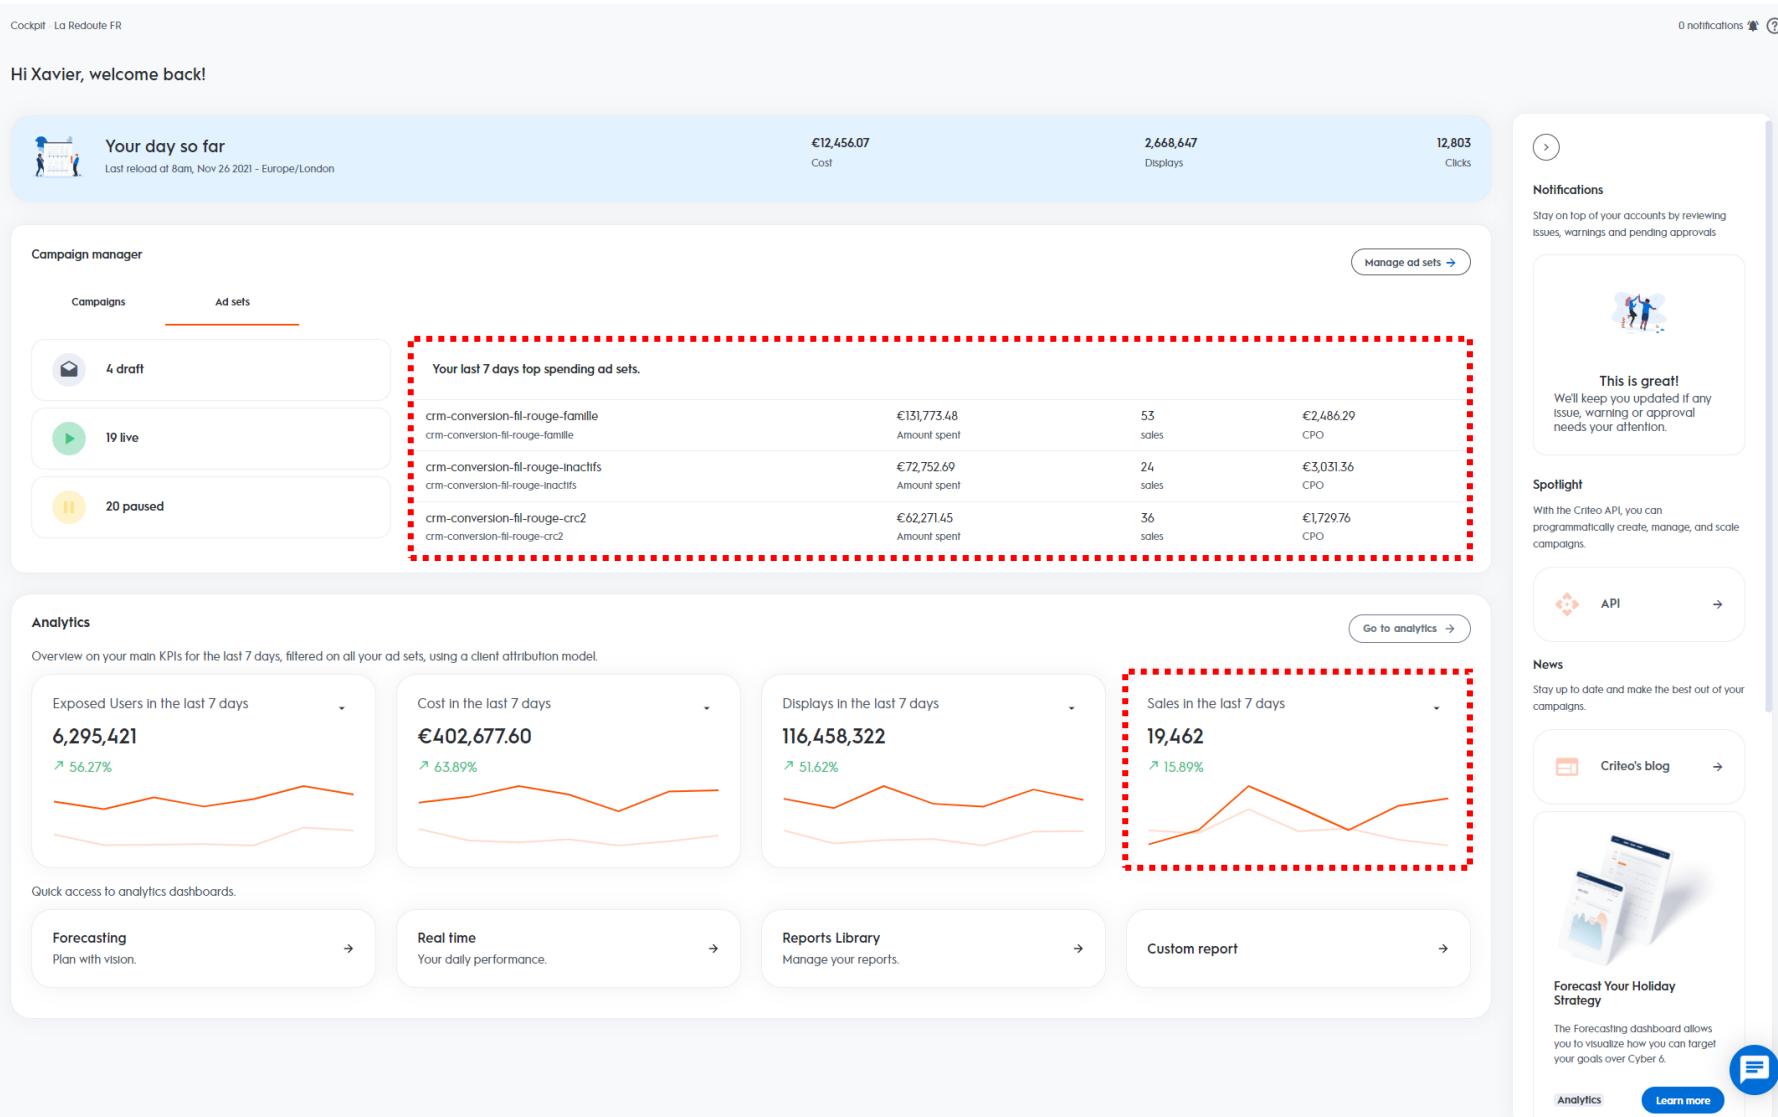 Cockpit · La Redoute FR
0 notifications
Hi Xavier, welcome back!
Your day so far
Last reload at 8am, Nov 26 2021 - Europe/London
€12,456.07
Cost
2,668,647
Displays
12,803
Clicks
Campaign manager
Manage ad sets
Campaigns
Ad sets
4 draft
19 live
20 paused
Your last 7 days top spending ad sets.
crm-conversion-fil-rouge-famille €131,773.48 53 €2,486.29
crm-conversion-fil-rouge-famille Amount spent sales CPO
crm-conversion-fil-rouge-inactifs €72,752.69 24 €3,031.36
crm-conversion-fil-rouge-inactifs Amount spent sales CPO
crm-conversion-fil-rouge-crc2 €62,271.45 36 €1,729.76
crm-conversion-fil-rouge-crc2 Amount spent sales CPO
Analytics
Go to analytics
Overview on your main KPIs for the last 7 days, filtered on all your ad sets, using a client attribution model.
Exposed Users in the last 7 days
6,295,421
56.27%
Cost in the last 7 days
€402,677.60
63.89%
Displays in the last 7 days
116,458,322
51.62%
Sales in the last 7 days
19,462
15.89%
Quick access to analytics dashboards.
Forecasting
Plan with vision.
Real time
Your daily performance.
Reports Library
Manage your reports.
Custom report
Notifications
Stay on top of your accounts by reviewing
issues, warnings and pending approvals
This is great!
We'll keep you updated if any
issue, warning or approval
needs your attention.
Spotlight
With the Criteo API, you can
programmatically create, manage, and scale
campaigns.
API
News
Stay up to date and make the best out of your
campaigns.
Criteo's blog
Forecast Your Holiday
Strategy
The Forecasting dashboard allows
you to visualize how you can target
your goals over Cyber 6.
Analytics
Learn more